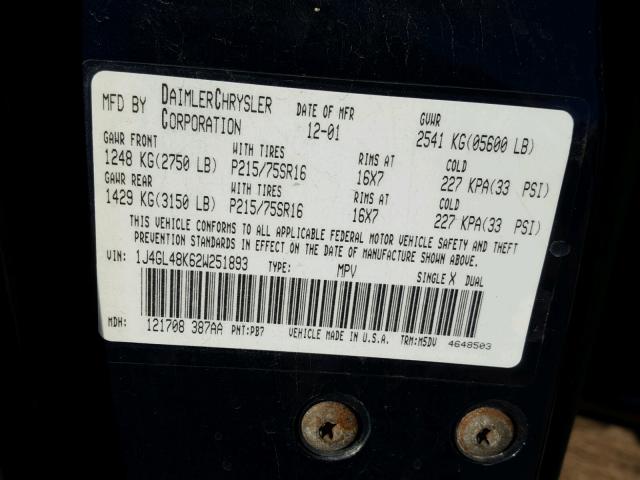 MFD BY DAIMLERCHRYSLER CORPORATION DATE OF MFR 12-01 GVWR 2541 KG(05600 LB)
GAWR FRONT WITH TIRES RIMS AT COLD
1248 KG(2750 LB) P215/75SR16 16X7 227 KPA(33 PSI)
GAWR REAR WITH TIRES RIMS AT COLD
1429 KG(3150 LB) P215/75SR16 16X7 227 KPA(33 PSI)
THIS VEHICLE CONFORMS TO ALL APPLICABLE FEDERAL MOTOR VEHICLE SAFETY AND THEFT
PREVENTION STANDARDS IN EFFECT ON THE DATE OF MANUFACTURE SHOWN ABOVE.
VIN: 1J4GL48K62W251893 TYPE: MPV SINGLE X DUAL
MDH: 121708 387AA PNT:PB7 VEHICLE MADE IN U.S.A. TRM:M5DV 4648503